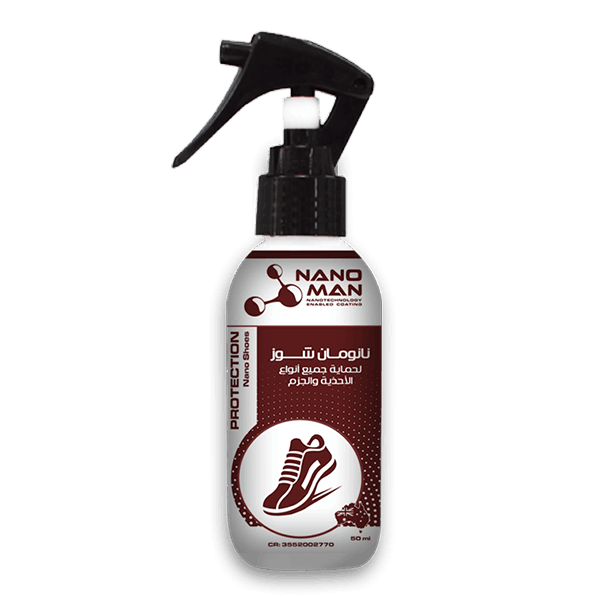 NANO
MAN
NANOTECHNOLOGY
ENABLED COATING
PROTECTION
Nano Shoes
نانومان شوز
لحماية جميع أنواع
الأحذية والجزم
50 ml
CR: 3552002770